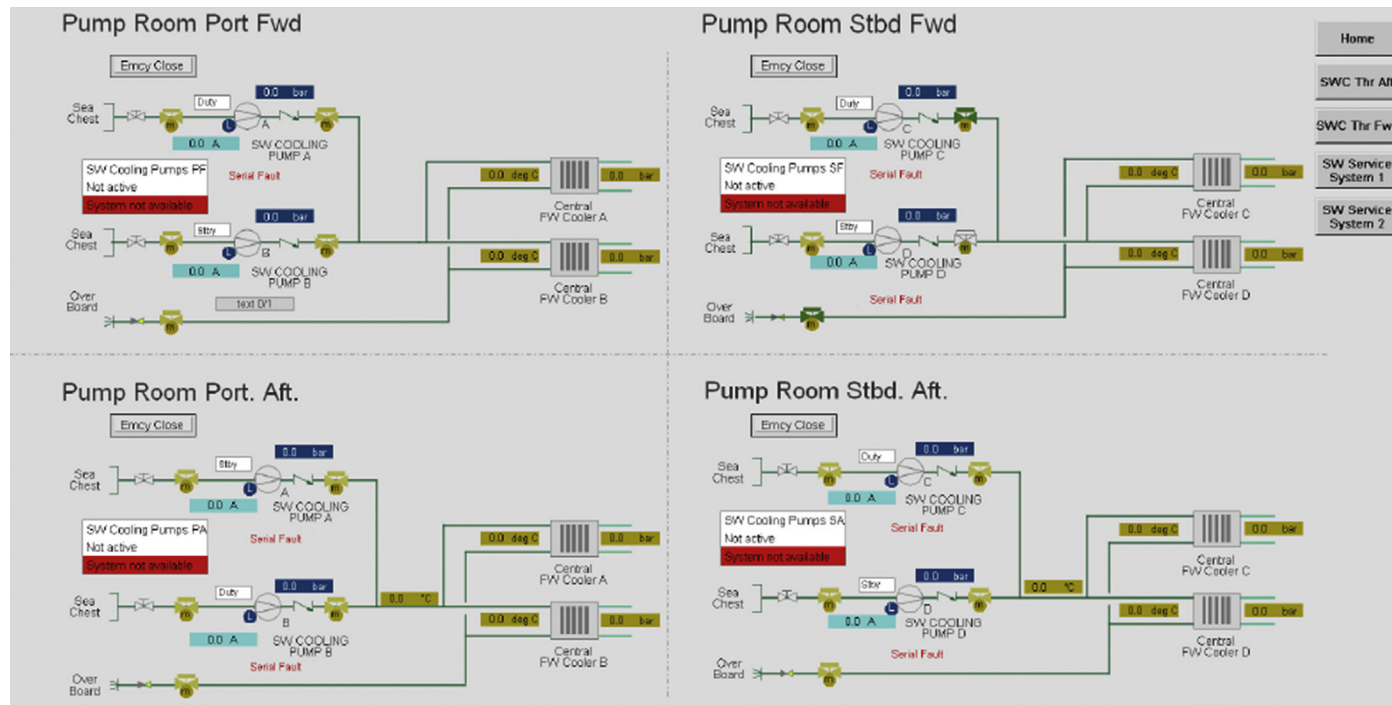 Pump Room Port Fwd
Emcy Close
Sea
Chest
Duty
0.0 bar
m
L
A
m
0.0 A
SW COOLING
PUMP A
SW Cooling Pumps PF
Not active
System not available
Serial Fault
0.0 bar
Sea
Chest
Stby
m
L
B
m
0.0 A
SW COOLING
PUMP B
text 0/1
Over
Board
m
0.0 deg C
0.0 bar
Central
FW Cooler A
0.0 deg C
0.0 bar
Central
FW Cooler B
Pump Room Stbd Fwd
Emcy Close
Sea
Chest
Duty
0.0 bar
m
L
C
m
0.0 A
SW COOLING
PUMP C
SW Cooling Pumps SF
Not active
System not available
Serial Fault
0.0 bar
Sea
Chest
Stby
m
L
D
m
0.0 A
SW COOLING
PUMP D
Serial Fault
Over
Board
m
0.0 deg C
0.0 bar
Central
FW Cooler C
0.0 deg C
0.0 bar
Central
FW Cooler D
Home
SWC Thr Aft
SWC Thr Fw
SW Service
System 1
SW Service
System 2
Pump Room Port. Aft.
Emcy Close
Sea
Chest
Stby
0.0 bar
m
L
A
m
0.0 A
SW COOLING
PUMP A
SW Cooling Pumps PA
Not active
System not available
Serial Fault
0.0 bar
Sea
Chest
Duty
m
L
B
m
0.0 A
SW COOLING
PUMP B
Serial Fault
0.0 °C
Over
Board
m
0.0 deg C
0.0 bar
Central
FW Cooler A
0.0 deg C
0.0 bar
Central
FW Cooler B
Pump Room Stbd. Aft.
Emcy Close
Sea
Chest
Duty
0.0 bar
m
L
C
m
0.0 A
SW COOLING
PUMP C
SW Cooling Pumps SA
Not active
System not available
Serial Fault
0.0 bar
Sea
Chest
Stby
m
L
D
m
0.0 A
SW COOLING
PUMP D
Serial Fault
0.0 °C
Over
Board
m
0.0 deg C
0.0 bar
Central
FW Cooler C
0.0 deg C
0.0 bar
Central
FW Cooler D